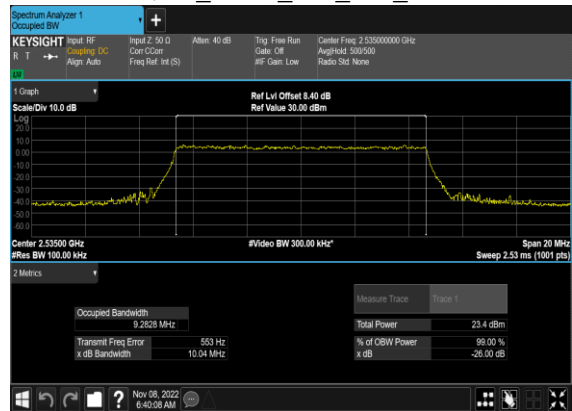 Spectrum Analyzer 1
Occupied BW
KEYSIGHT Input: RF Input Z: 50 Ω Atten: 40 dB Trig: Free Run Center Freq: 2.535000000 GHz
R T Coupling: DC Corr CCorr Gate: Off Avg|Hold: 500/500
Align: Auto Freq Ref: Int (S) #IF Gain: Low Radio Std: None
LXI
1 Graph
Ref Lvl Offset 8.40 dB
Scale/Div 10.0 dB Ref Value 30.00 dBm
Log
20.0
10.0
0.00
-10.0
-20.0
-30.0
-40.0
-50.0
-60.0
Center 2.53500 GHz #Video BW 300.00 kHz* Span 20 MHz
#Res BW 100.00 kHz Sweep 2.53 ms (1001 pts)
2 Metrics
Measure Trace Trace 1
Occupied Bandwidth
9.2828 MHz Total Power 23.4 dBm
Transmit Freq Error 553 Hz % of OBW Power 99.00 %
x dB Bandwidth 10.04 MHz x dB -26.00 dB
? Nov 08, 2022
6:40:08 AM